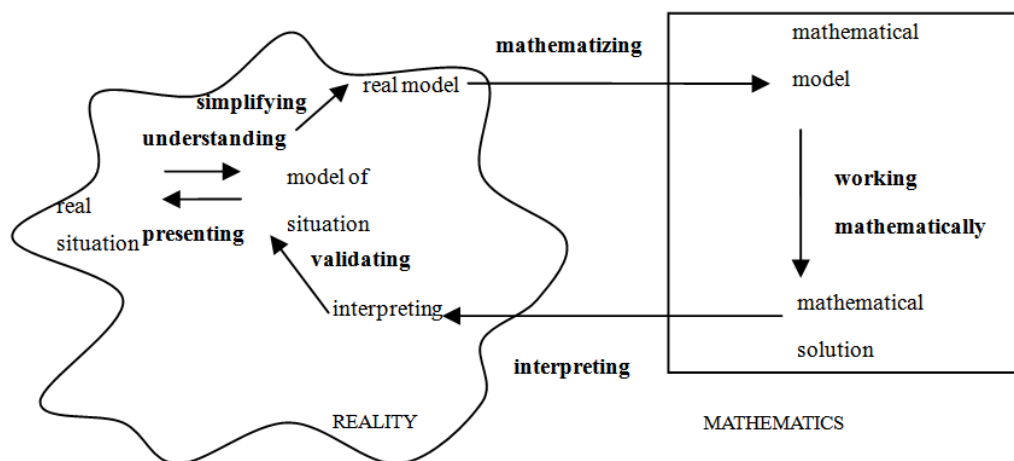 mathematical
mathematizing
model
real model
simplifying
understanding
model of
situation
working
mathematically
real
situation
presenting
validating
interpreting
mathematical
solution
interpreting
REALITY
MATHEMATICS